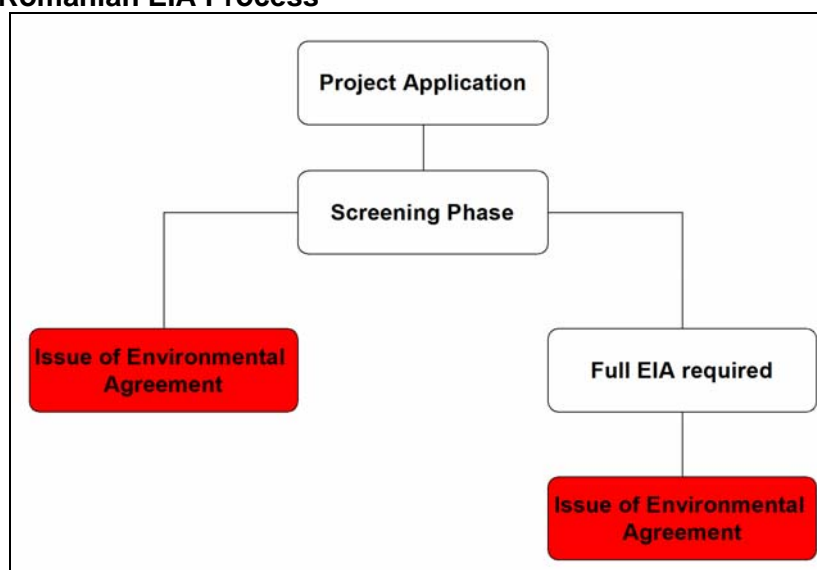 Romanian EIA Process
Project Application
Screening Phase
Issue of Environmental
Agreement
Full EIA required
Issue of Environmental
Agreement